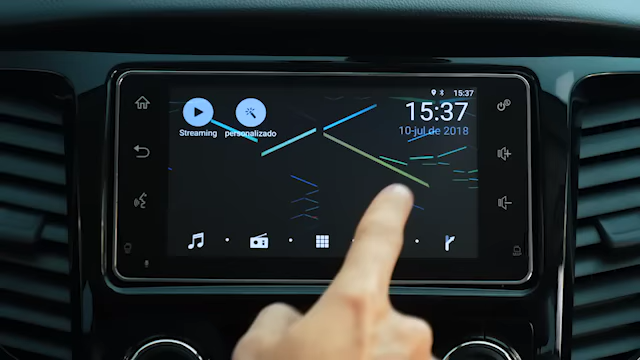 15:37
15:37
10-jul de 2018
Streaming
personalizado